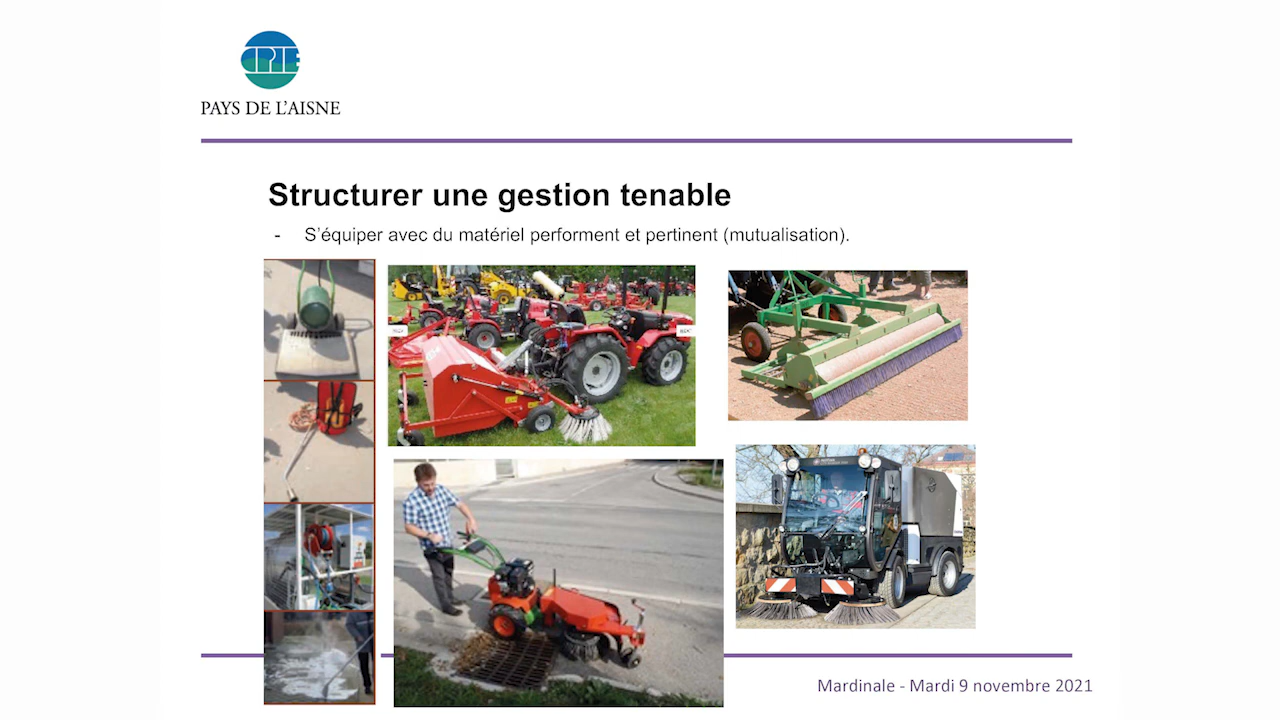 CPIE
PAYS DE L'AISNE
Structurer une gestion tenable
- S'équiper avec du matériel performent et pertinent (mutualisation).
Mardinale - Mardi 9 novembre 2021